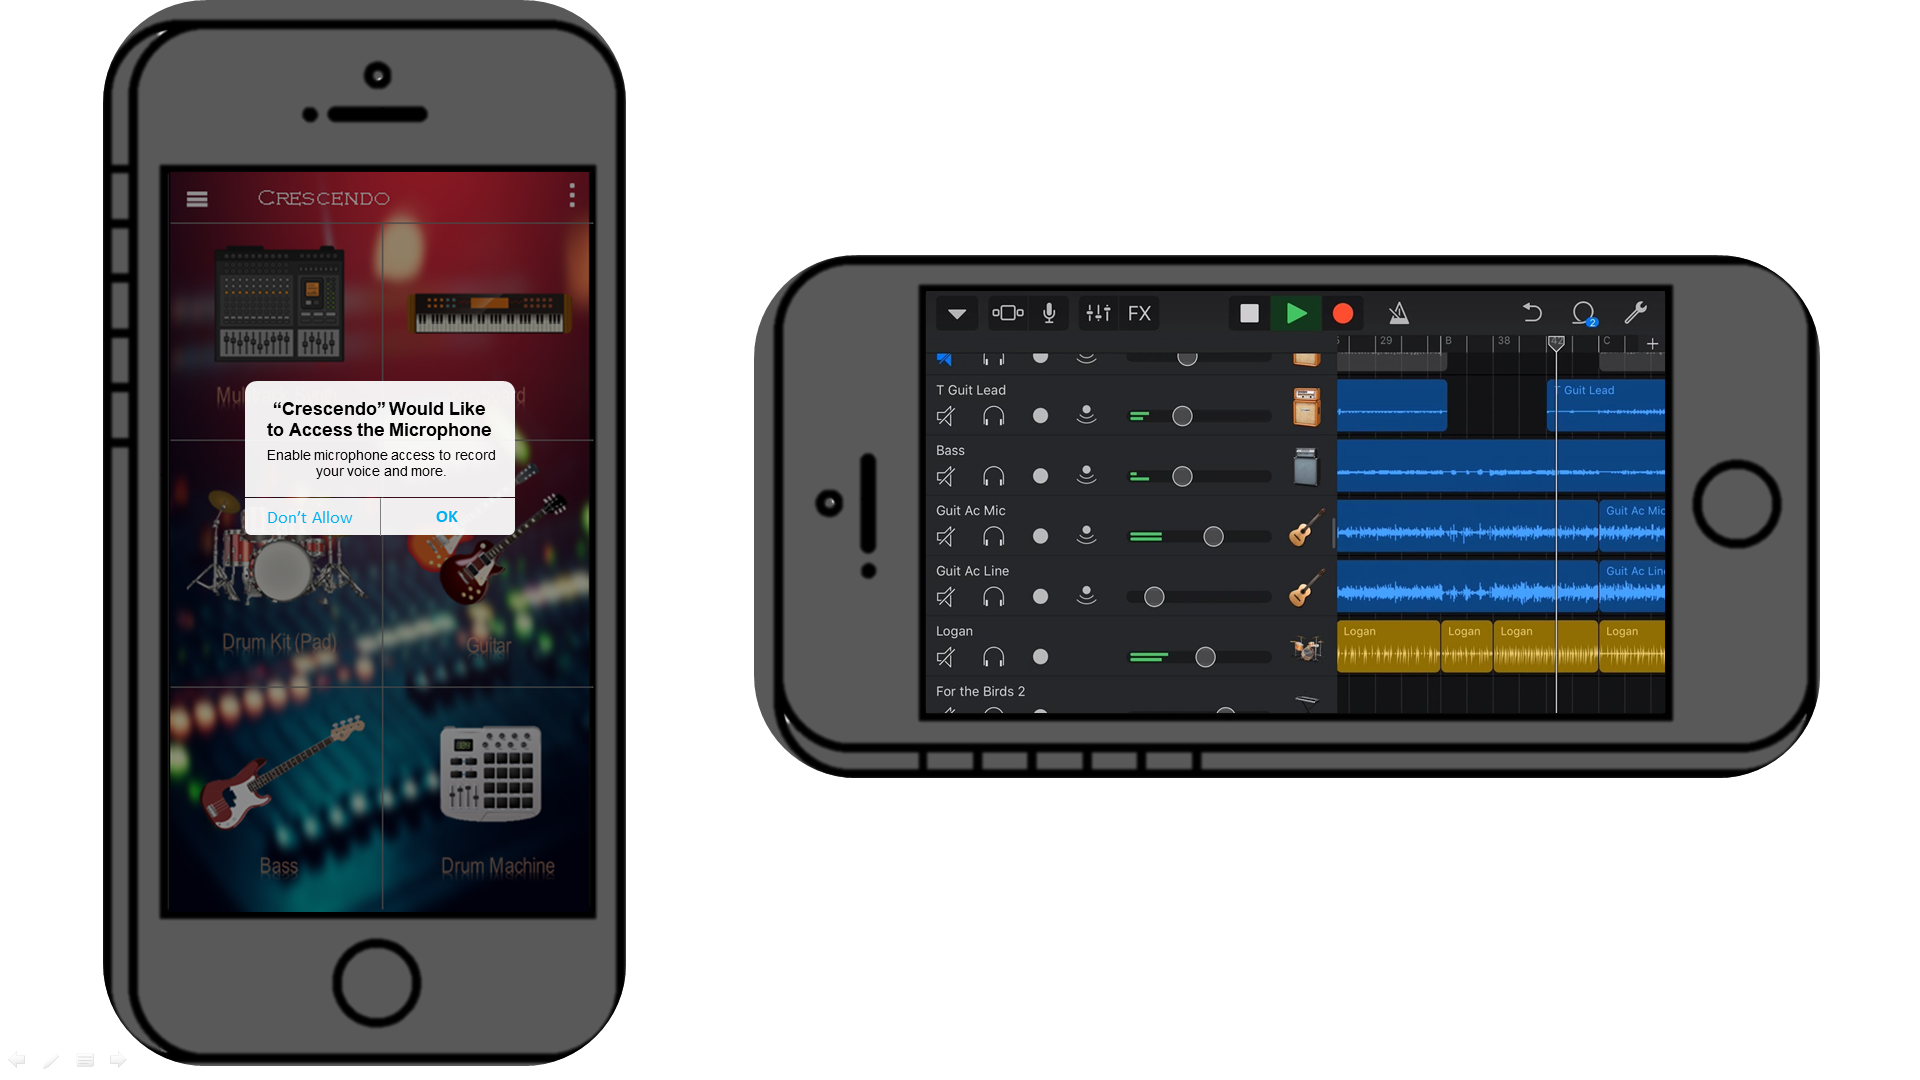 CRESCENDO
“Crescendo” Would Like
to Access the Microphone
Enable microphone access to record
your voice and more.
Don’t Allow
OK
Drum Kit (Pad)
Guitar
Bass
Drum Machine
FX
2
29
B
38
42
C
T Guit Lead
T Guit Lead
Bass
Guit Ac Mic
Guit Ac Mic
Guit Ac Line
Guit Ac Line
Logan
Logan
Logan
Logan
Logan
For the Birds 2